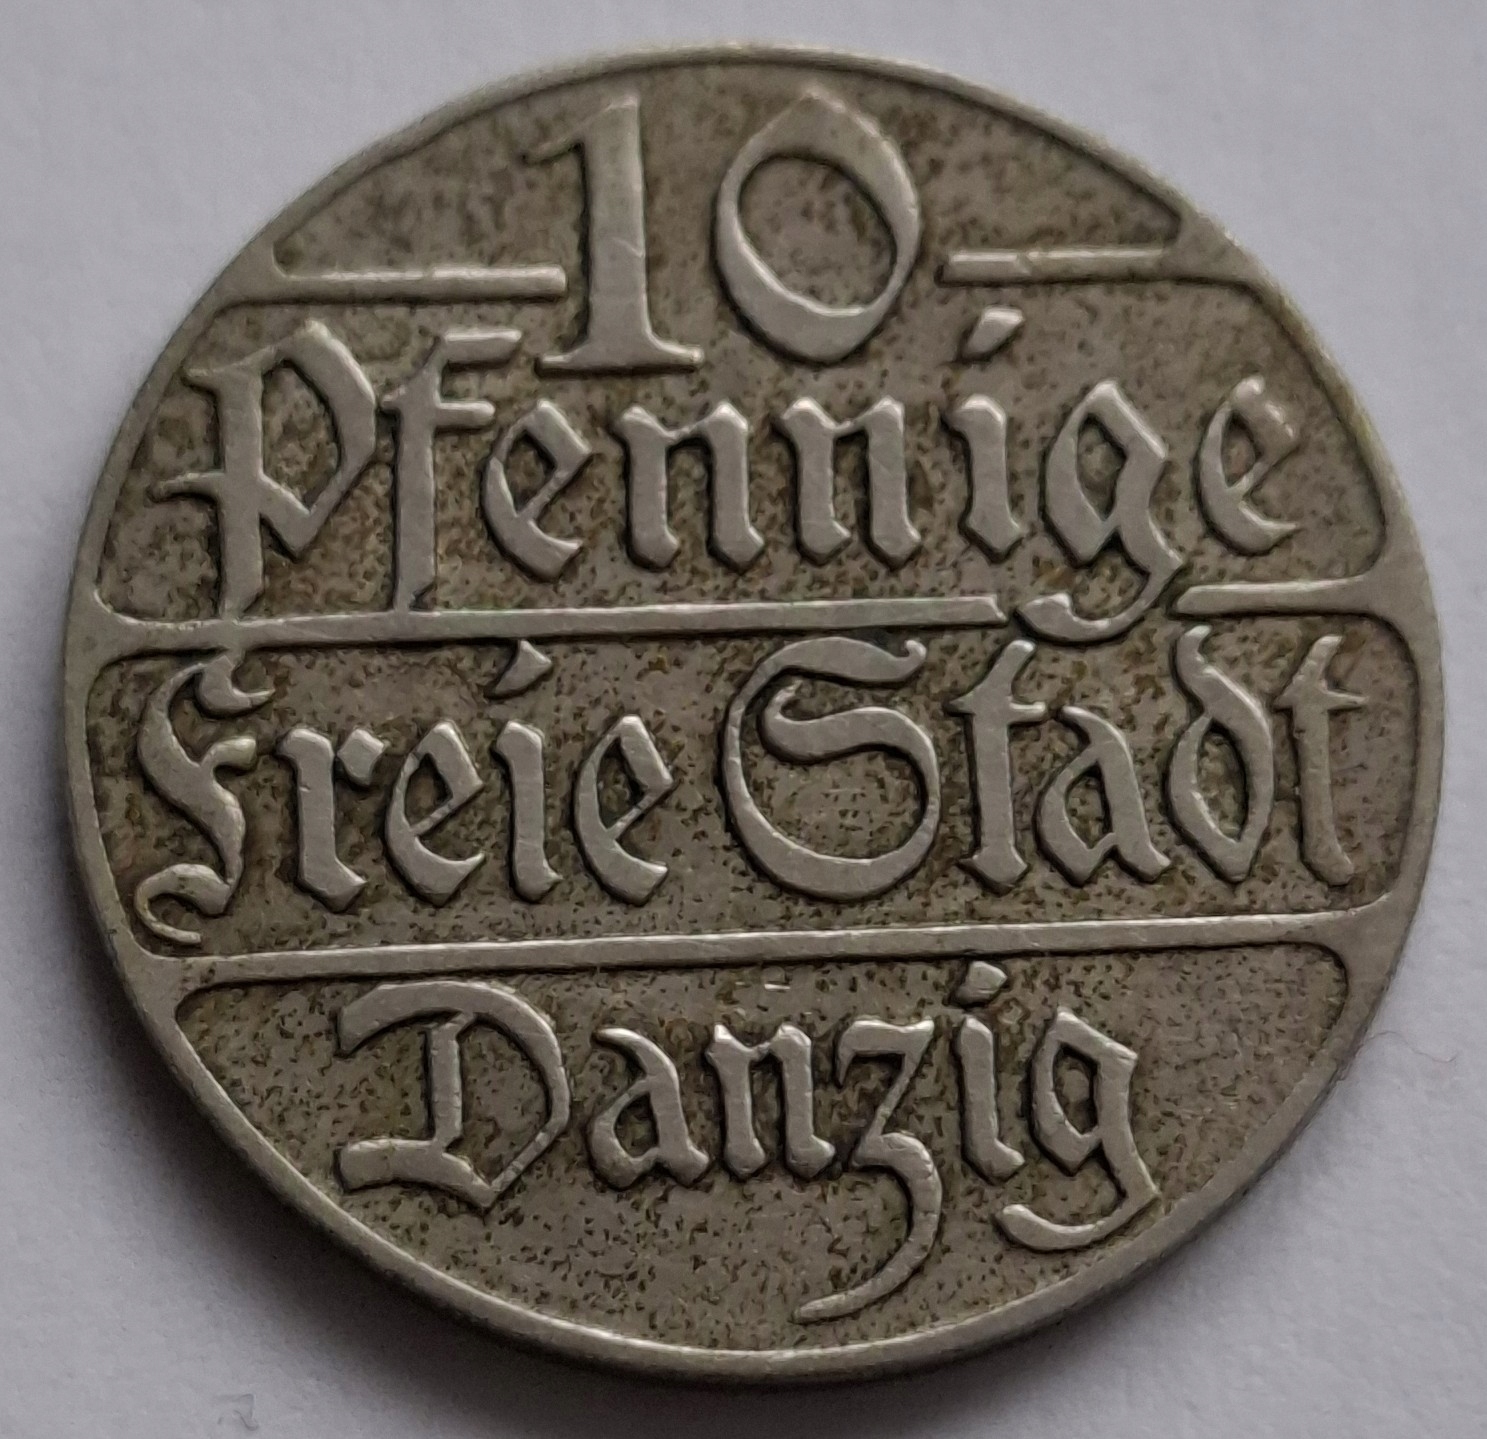 10
Pfennige
Freie Stadt
Danzig